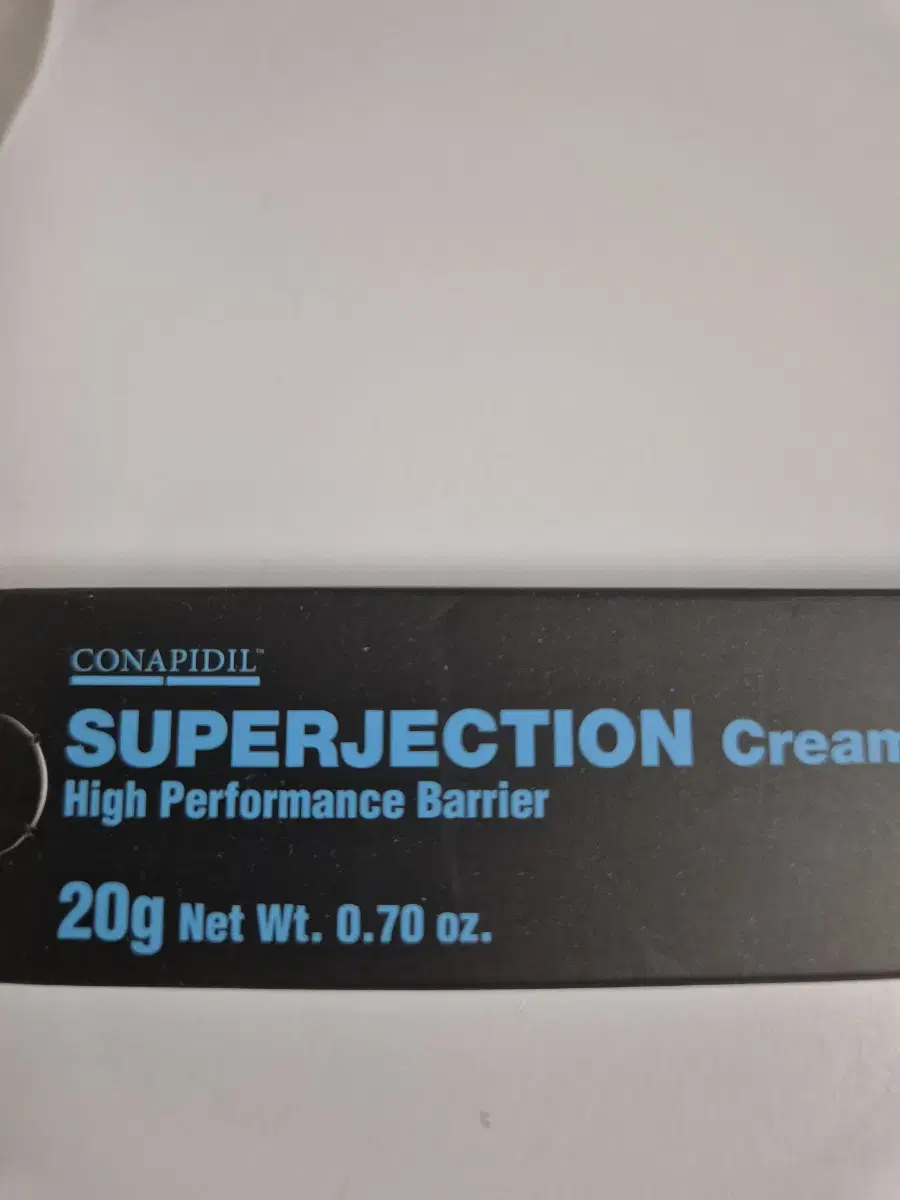 CONAPIDIL™
SUPERJECTION Cream
High Performance Barrier
20g Net Wt. 0.70 oz.